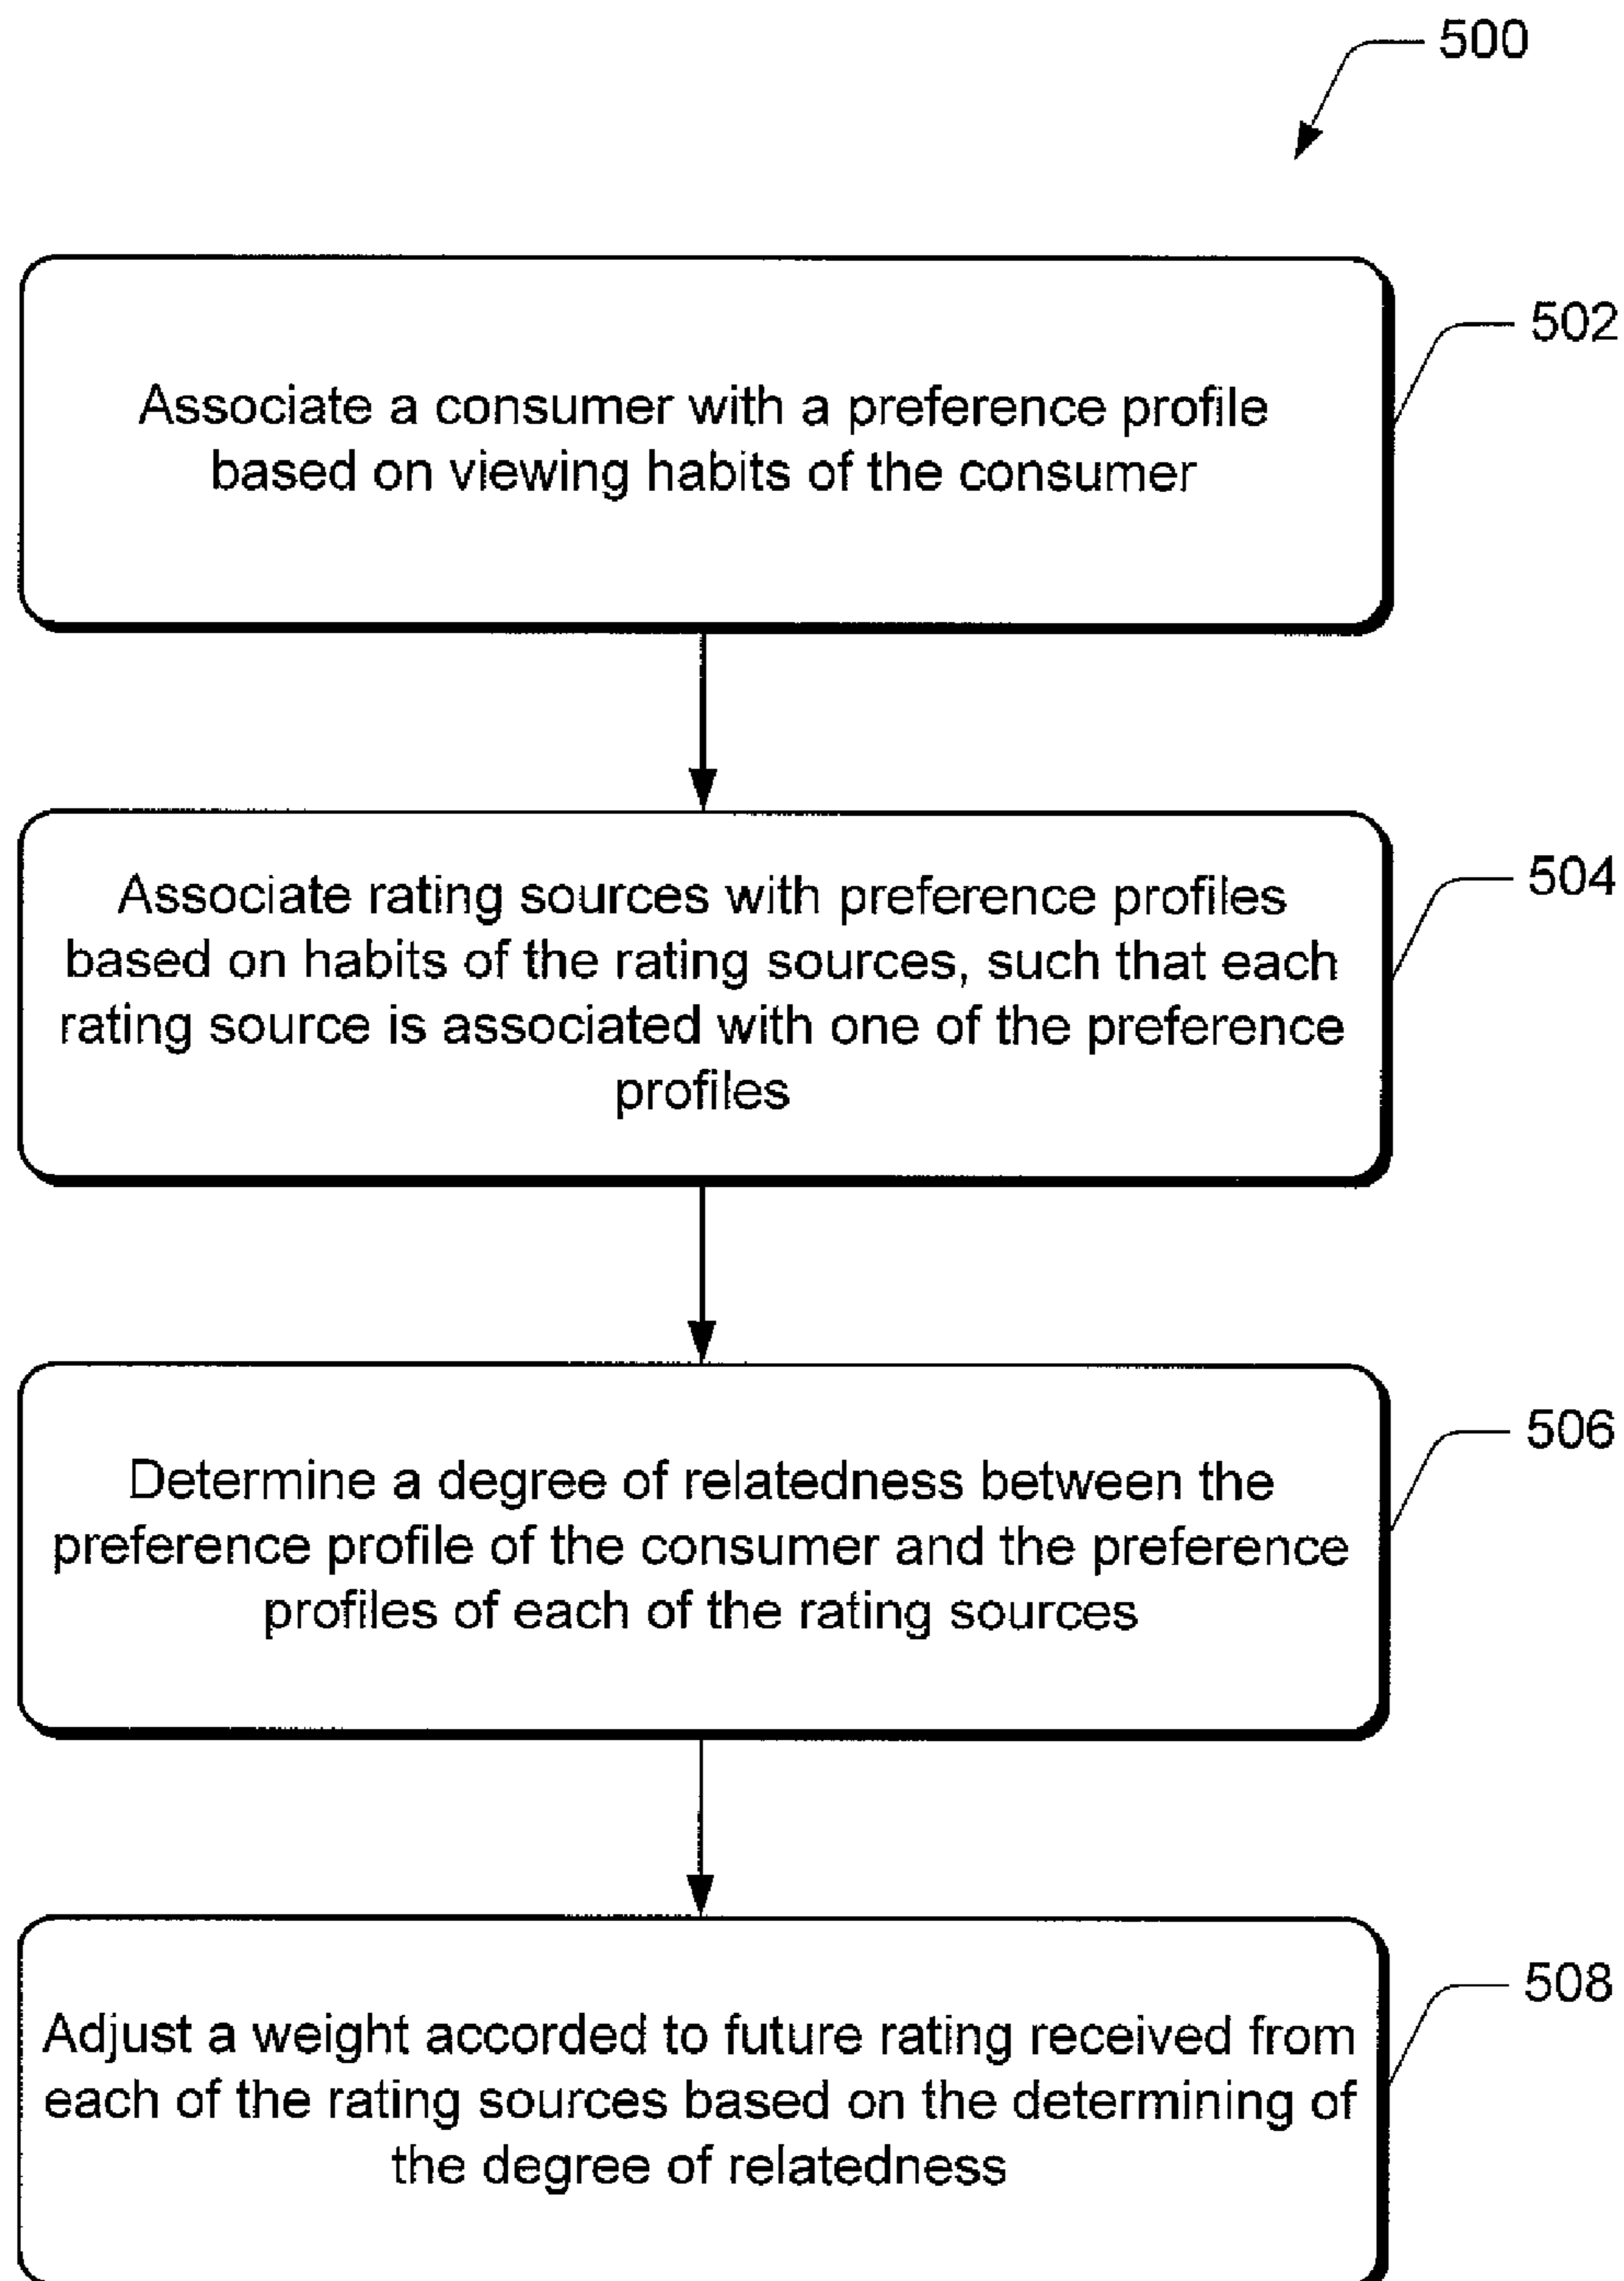 500
502
Associate a consumer with a preference profile
based on viewing habits of the consumer
504
Associate rating sources with preference profiles
based on habits of the rating sources, such that each
rating source is associated with one of the preference
profiles
506
Determine a degree of relatedness between the
preference profile of the consumer and the preference
profiles of each of the rating sources
508
Adjust a weight accorded to future rating received from
each of the rating sources based on the determining of
the degree of relatedness